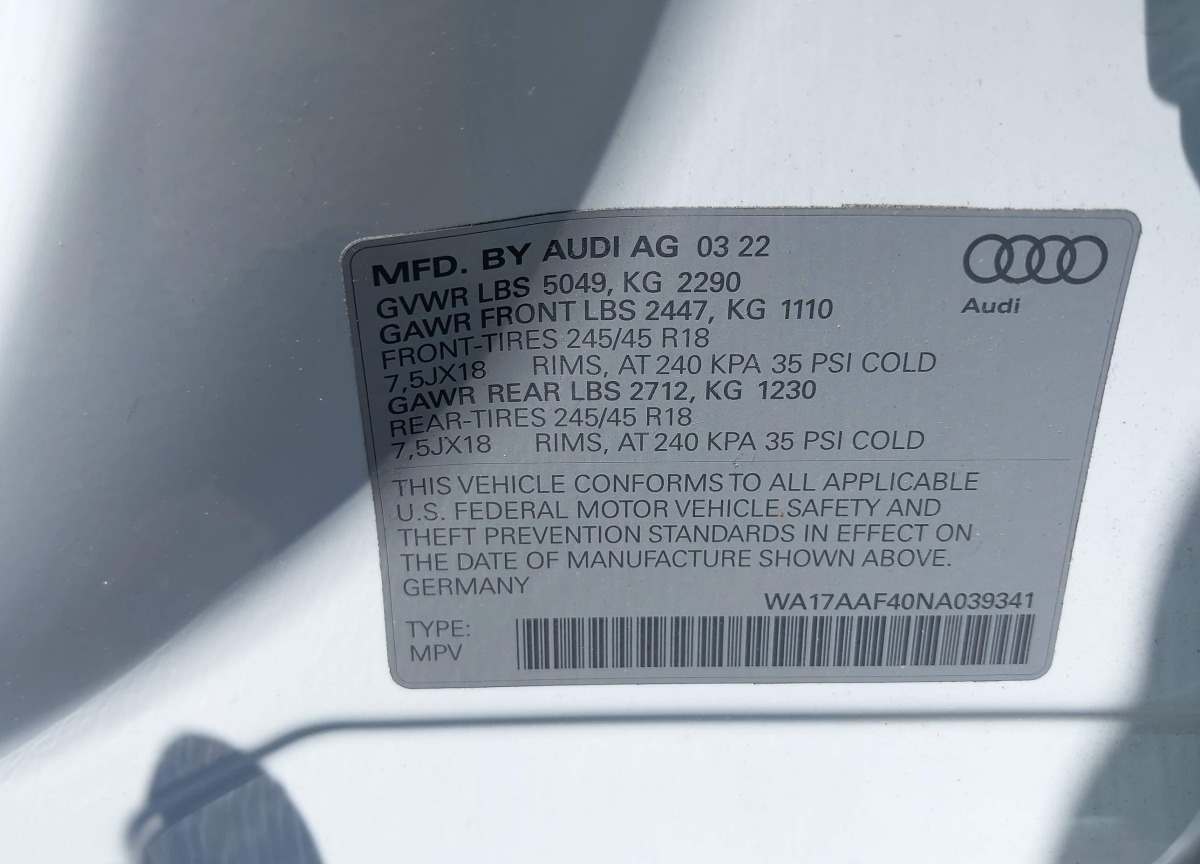 MFD. BY AUDI AG 03 22
GVWR LBS 5049, KG 2290
GAWR FRONT LBS 2447, KG 1110
FRONT-TIRES 245/45 R18
7,5JX18 RIMS, AT 240 KPA 35 PSI COLD
GAWR REAR LBS 2712, KG 1230
REAR-TIRES 245/45 R18
7,5JX18 RIMS, AT 240 KPA 35 PSI COLD
Audi
THIS VEHICLE CONFORMS TO ALL APPLICABLE
U.S. FEDERAL MOTOR VEHICLE SAFETY AND
THEFT PREVENTION STANDARDS IN EFFECT ON
THE DATE OF MANUFACTURE SHOWN ABOVE.
GERMANY
WA17AAF40NA039341
TYPE:
MPV